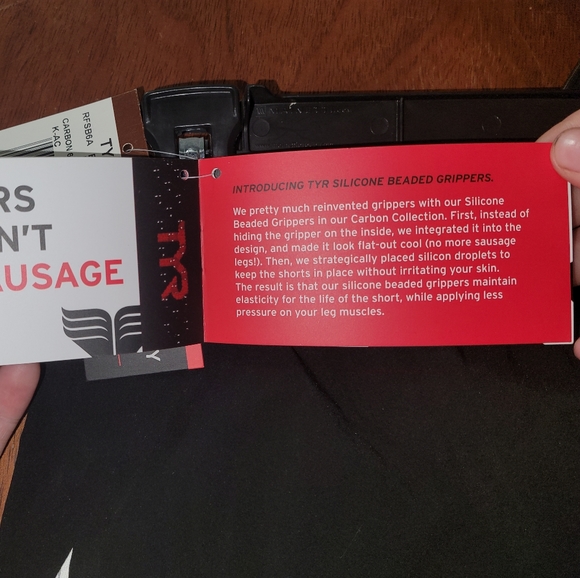 RFSB6A
CARBON
K-AC
TY
RS
N'T
AUSAGE
TYR
Y
INTRODUCING TYR SILICONE BEADED GRIPPERS.
We pretty much reinvented grippers with our Silicone
Beaded Grippers in our Carbon Collection. First, instead of
hiding the gripper on the inside, we integrated it into the
design, and made it look flat-out cool (no more sausage
legs!). Then, we strategically placed silicon droplets to
keep the shorts in place without irritating your skin.
The result is that our silicone beaded grippers maintain
elasticity for the life of the short, while applying less
pressure on your leg muscles.